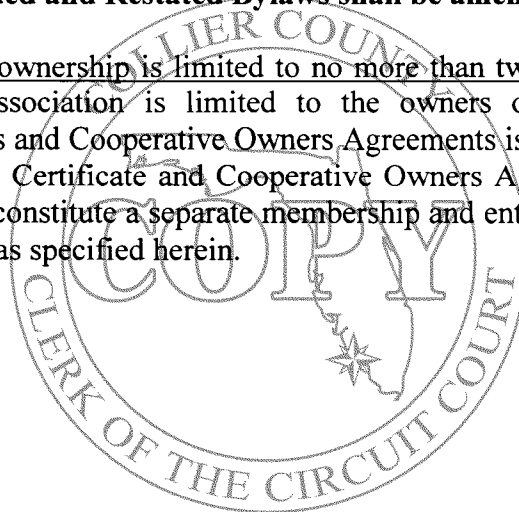 ed and Restated Bylaws shall be amen
ownership is limited to no more than tw
ssociation is limited to the owners o
s and Cooperative Owners Agreements is
Certificate and Cooperative Owners A
constitute a separate membership and ent
as specified herein.
COLLIER COUNTY
COPY
CLERK OF THE CIRCUIT COURT